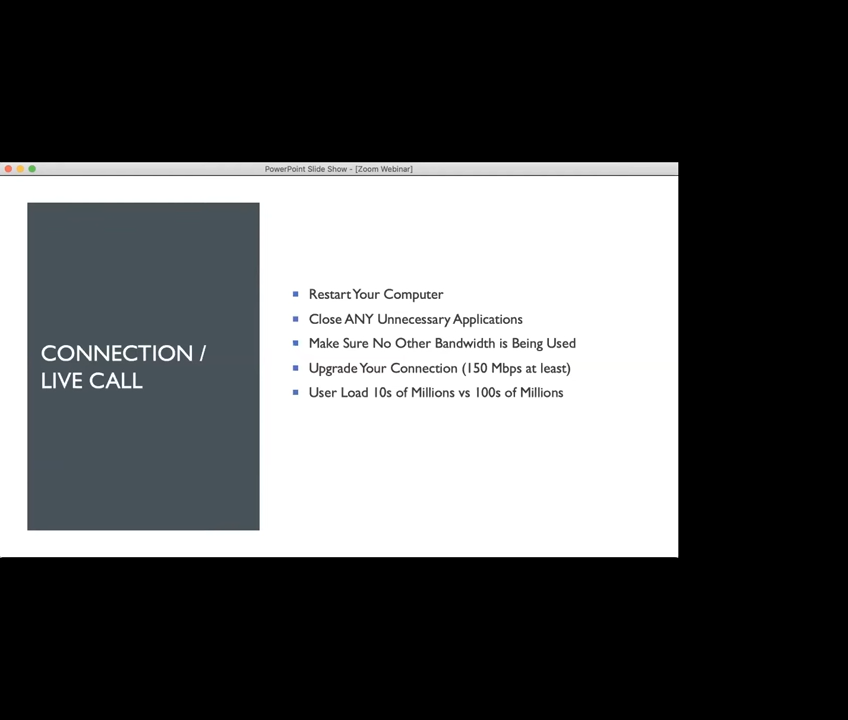 PowerPoint Slide Show - [Zoom Webinar]
CONNECTION /
LIVE CALL
Restart Your Computer
Close ANY Unnecessary Applications
Make Sure No Other Bandwidth is Being Used
Upgrade Your Connection (150 Mbps at least)
User Load 10s of Millions vs 100s of Millions